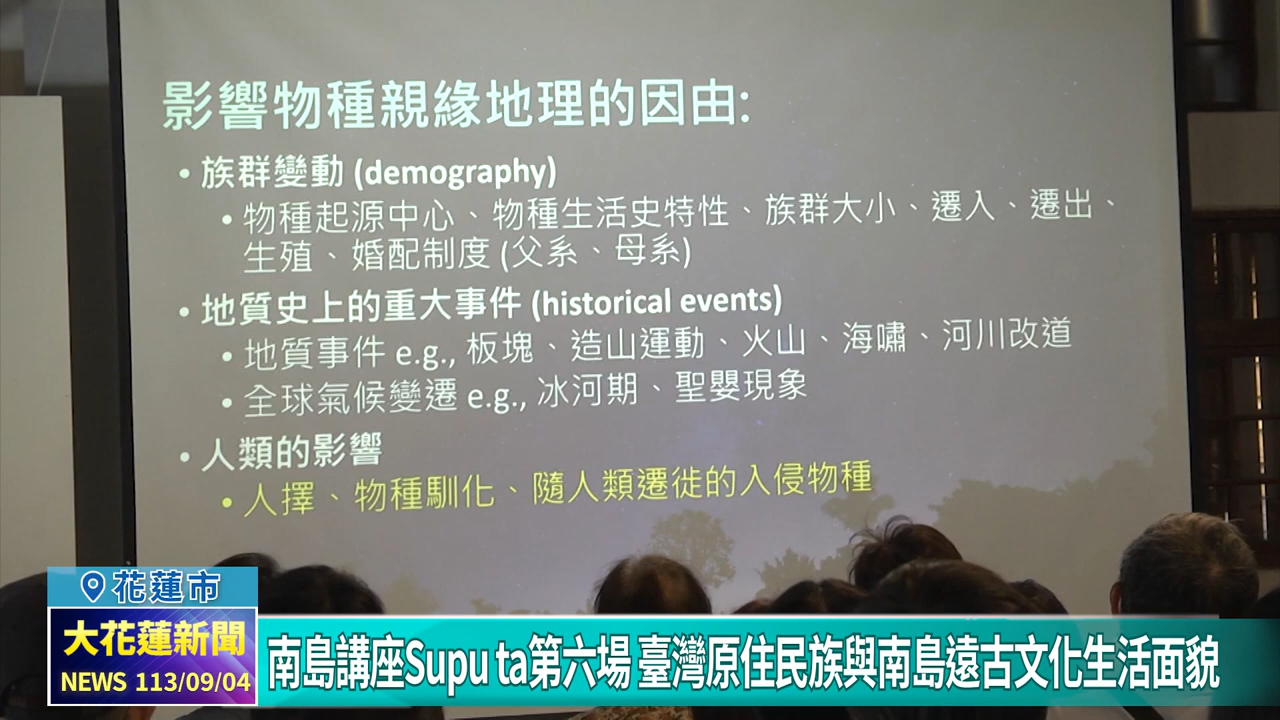 影響物種親緣地理的因由:
• 族群變動 (demography)
• 物種起源中心、物種生活史特性、族群大小、遷入、遷出、
生殖、婚配制度 (父系、母系)
• 地質史上的重大事件 (historical events)
• 地質事件 e.g., 板塊、造山運動、火山、海嘯、河川改道
• 全球氣候變遷 e.g., 冰河期、聖嬰現象
• 人類的影響
• 人擇、物種馴化、隨人類遷徙的入侵物種
花蓮市
大花蓮新聞
NEWS 113/09/04
南島講座Supu ta第六場 臺灣原住民族與南島遠古文化生活面貌